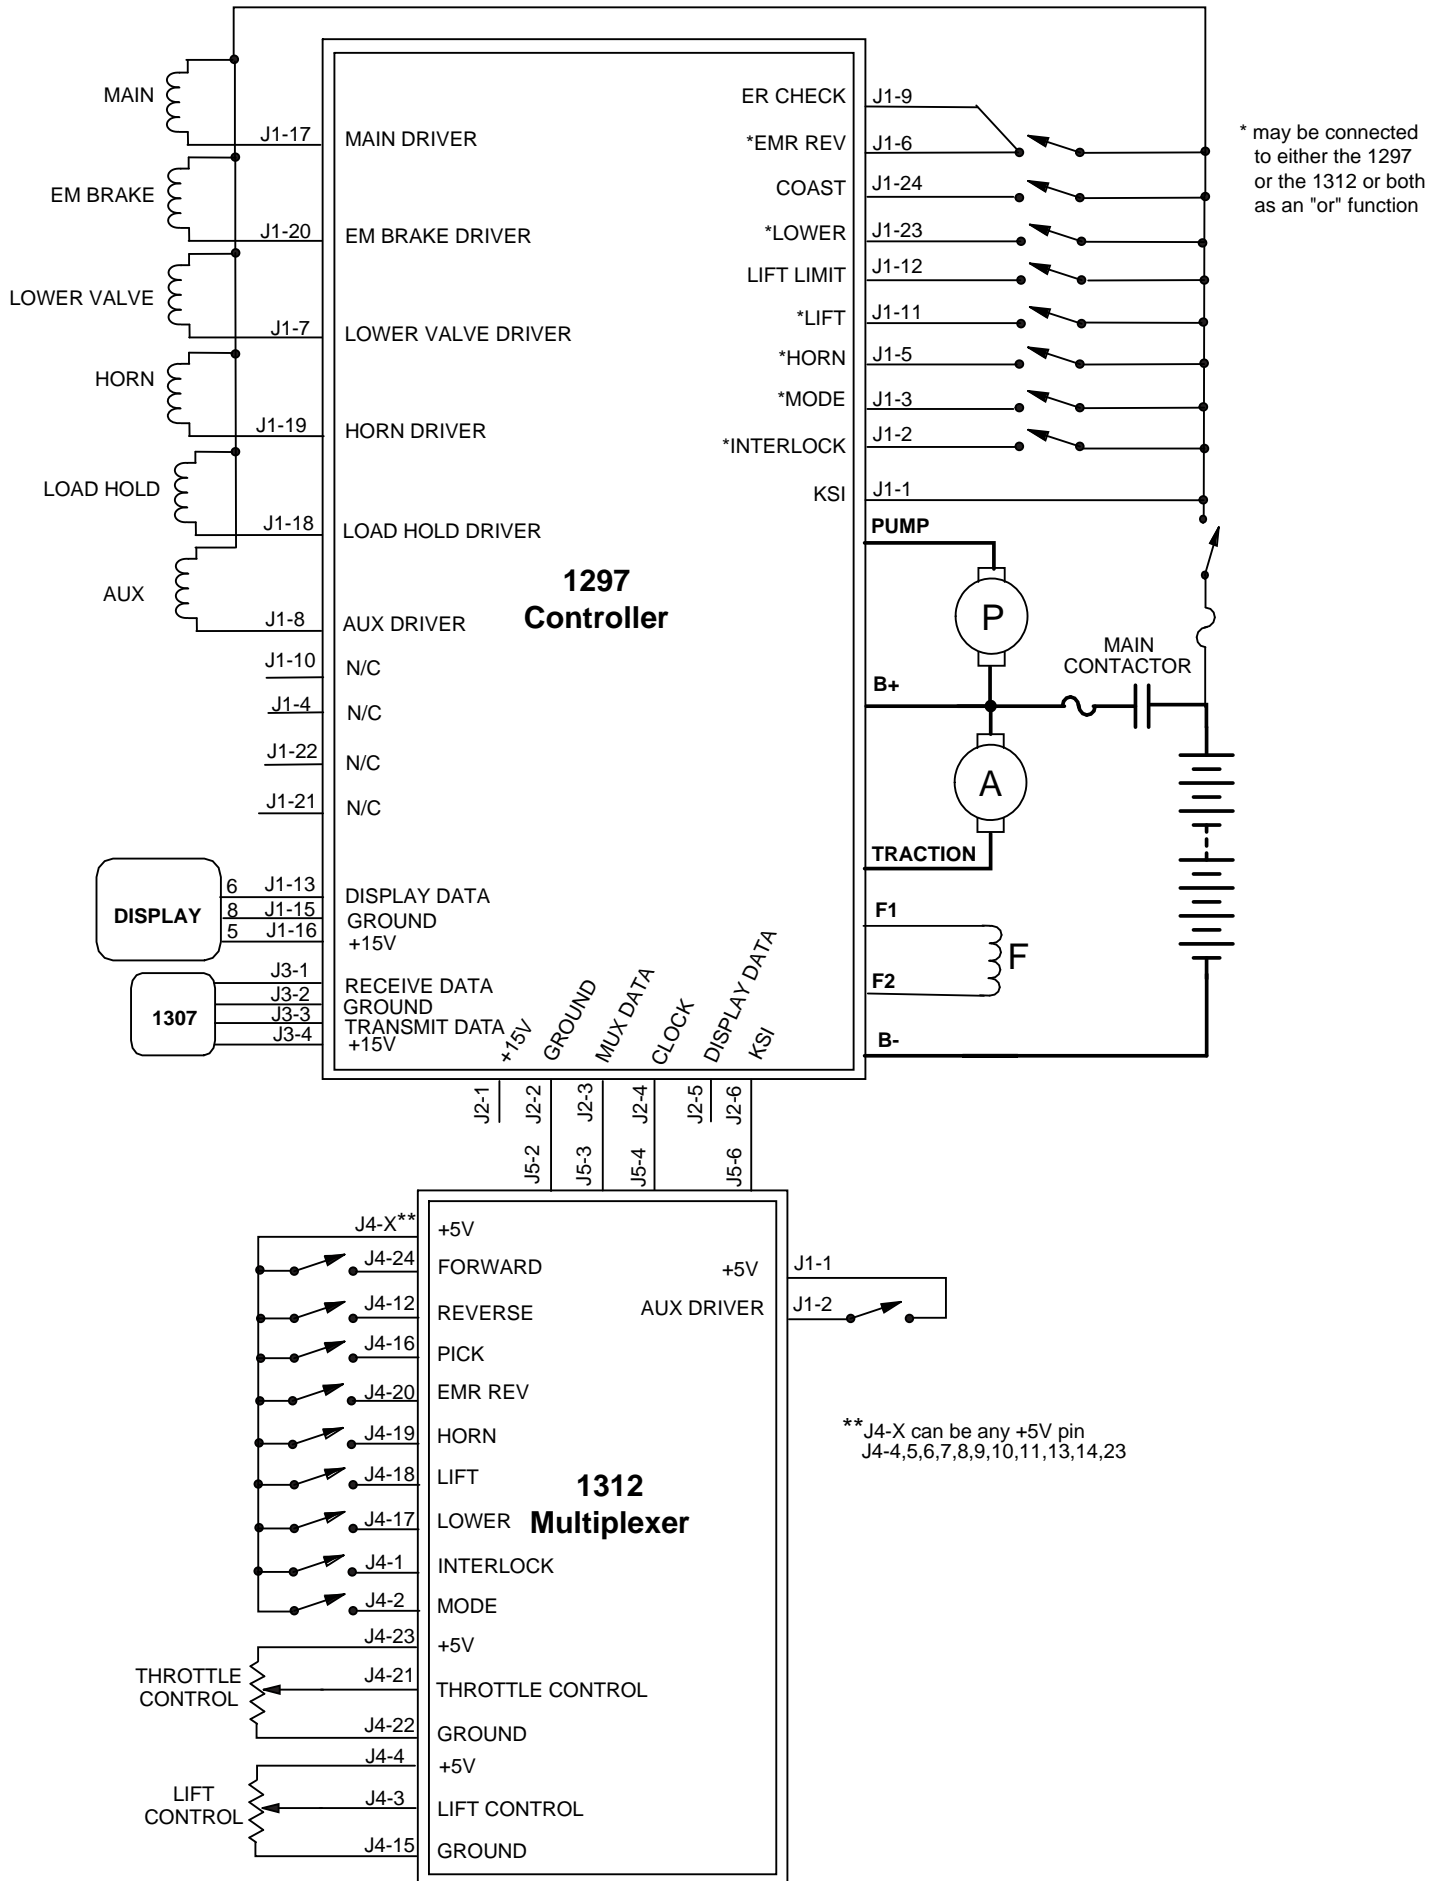 MAIN
J1-17
MAIN DRIVER
EM BRAKE
J1-20
EM BRAKE DRIVER
LOWER VALVE
J1-7
LOWER VALVE DRIVER
HORN
J1-19
HORN DRIVER
LOAD HOLD
J1-18
LOAD HOLD DRIVER
AUX
J1-8
AUX DRIVER
J1-10
N/C
J1-4
N/C
J1-22
N/C
J1-21
N/C
DISPLAY
6
J1-13
DISPLAY DATA
8
J1-15
GROUND
5
J1-16
+15V
1307
J3-1
RECEIVE DATA
J3-2
GROUND
J3-3
TRANSMIT DATA
J3-4
+15V
1297
Controller
ER CHECK
J1-9
*EMR REV
J1-6
COAST
J1-24
*LOWER
J1-23
LIFT LIMIT
J1-12
*LIFT
J1-11
*HORN
J1-5
*MODE
J1-3
*INTERLOCK
J1-2
KSI
J1-1
* may be connected
to either the 1297
or the 1312 or both
as an "or" function
PUMP
P
B+
MAIN
CONTACTOR
A
TRACTION
F1
F
F2
B-
+15V
GROUND
MUX DATA
CLOCK
DISPLAY DATA
KSI
J2-1
J2-2
J2-3
J2-4
J2-5
J2-6
J5-2
J5-3
J5-4
J5-6
J4-X**
+5V
J4-24
FORWARD
J4-12
REVERSE
J4-16
PICK
J4-20
EMR REV
J4-19
HORN
J4-18
LIFT
J4-17
LOWER
J4-1
INTERLOCK
J4-2
MODE
J4-23
+5V
THROTTLE
CONTROL
J4-21
THROTTLE CONTROL
J4-22
GROUND
J4-4
+5V
LIFT
CONTROL
J4-3
LIFT CONTROL
J4-15
GROUND
1312
Multiplexer
+5V
J1-1
AUX DRIVER
J1-2
**J4-X can be any +5V pin
J4-4,5,6,7,8,9,10,11,13,14,23